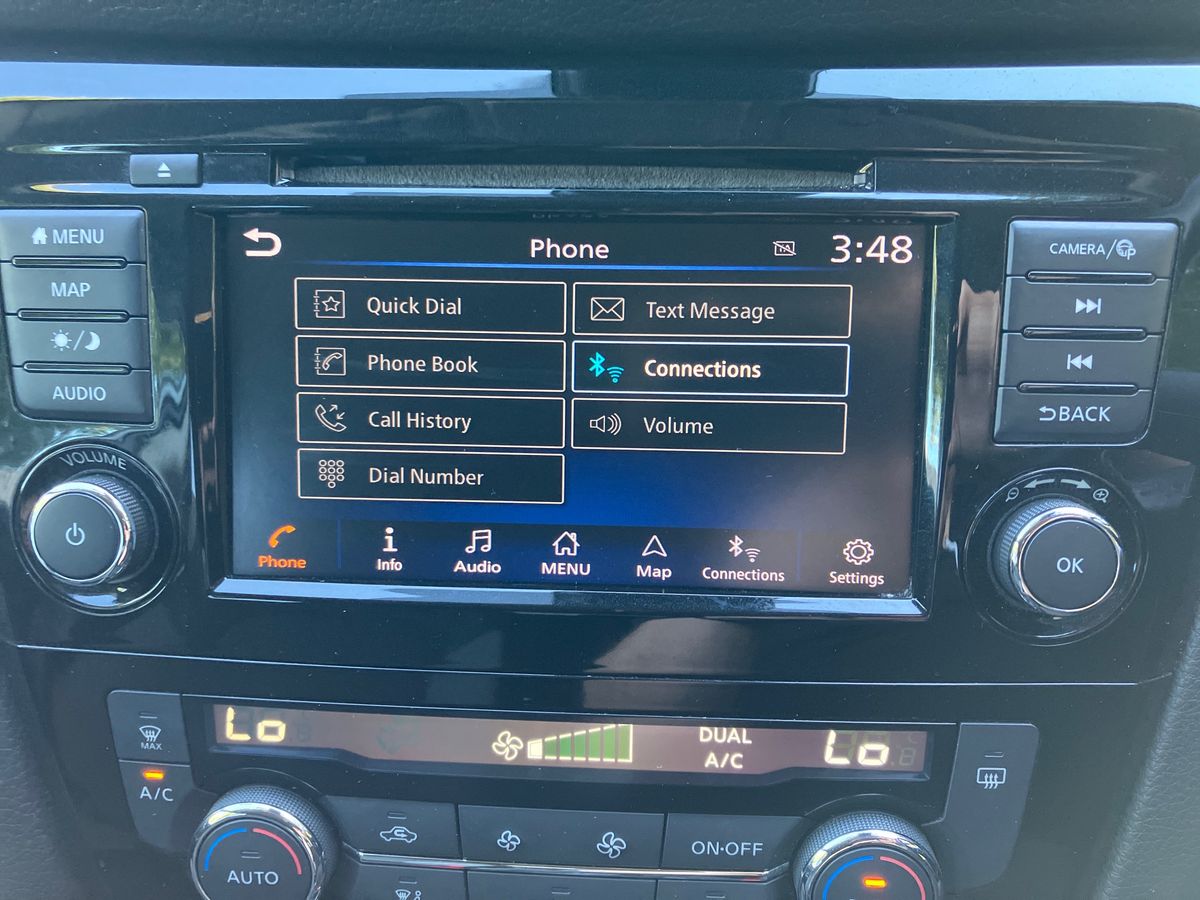 MENU
MAP
AUDIO
VOLUME
Phone
TA
3:48
Quick Dial
Text Message
Phone Book
Connections
Call History
Volume
Dial Number
Phone
Info
Audio
MENU
Map
Connections
Settings
CAMERA/
BACK
OK
MAX
A/C
Lo
DUAL
A/C
Lo
AUTO
ON·OFF